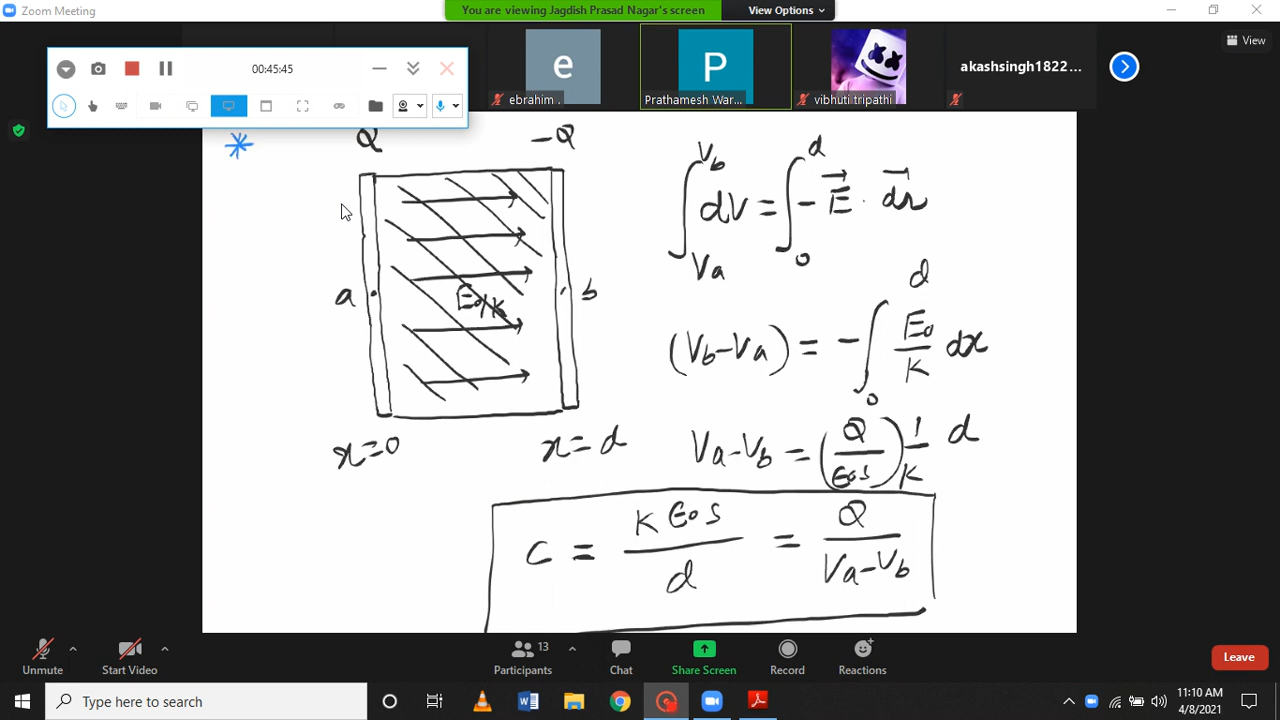 Zoom Meeting
You are viewing Jagdish Prasad Nagar's screen
View Options
View
00:45:45
e
P
ebrahim .
Prathamesh War...
vibhuti tripathi
akashsingh1822...
Q
-Q
a
b
E₀/K
x=0
x=d
∫_{Va}^{Vb} dV = ∫_0^d -E⃗ · dr⃗
(Vb-Va) = -∫_0^d E₀/K dx
Va-Vb = (Q/∈₀S) 1/K d
C = K∈₀S/d = Q/(Va-Vb)
Unmute
Start Video
13
Participants
Chat
Share Screen
Record
Reactions
Leave
Type here to search
11:10 AM
4/8/2021